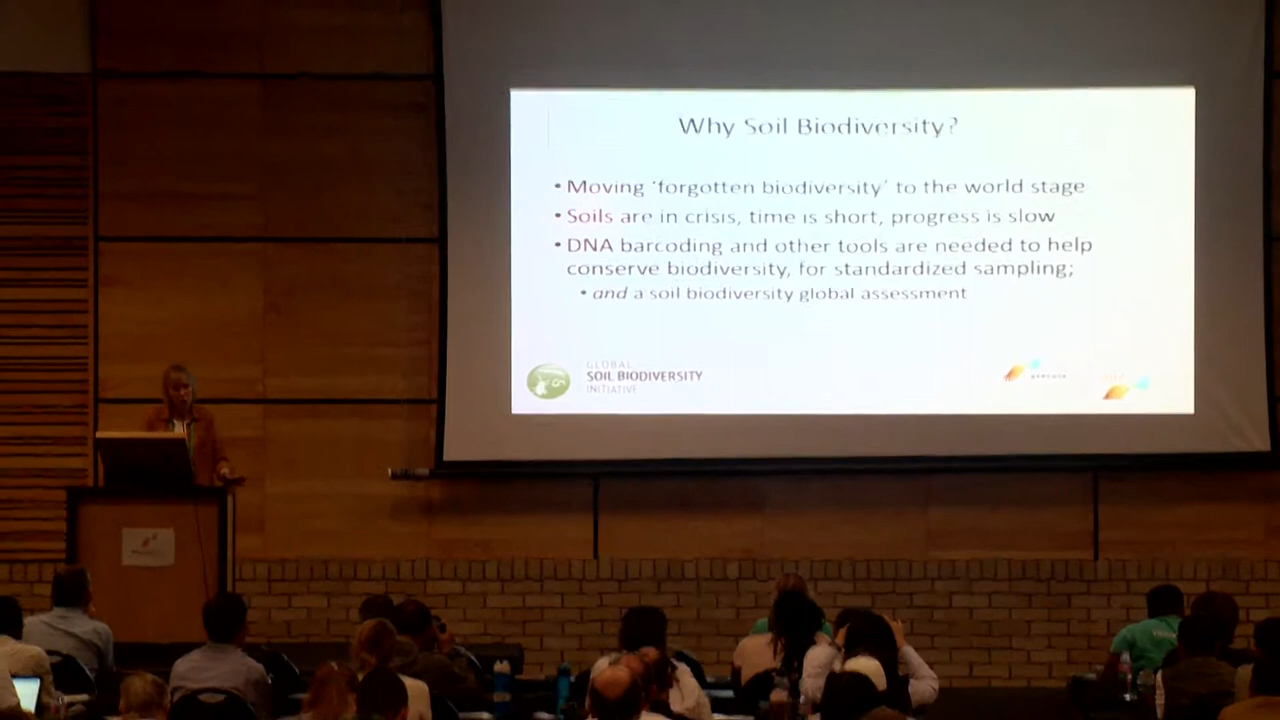 Why Soil Biodiversity?
• Moving 'forgotten biodiversity' to the world stage
• Soils are in crisis, time is short, progress is slow
• DNA barcoding and other tools are needed to help
conserve biodiversity, for standardized sampling;
• and a soil biodiversity global assessment
GLOBAL
SOIL BIODIVERSITY
INITIATIVE